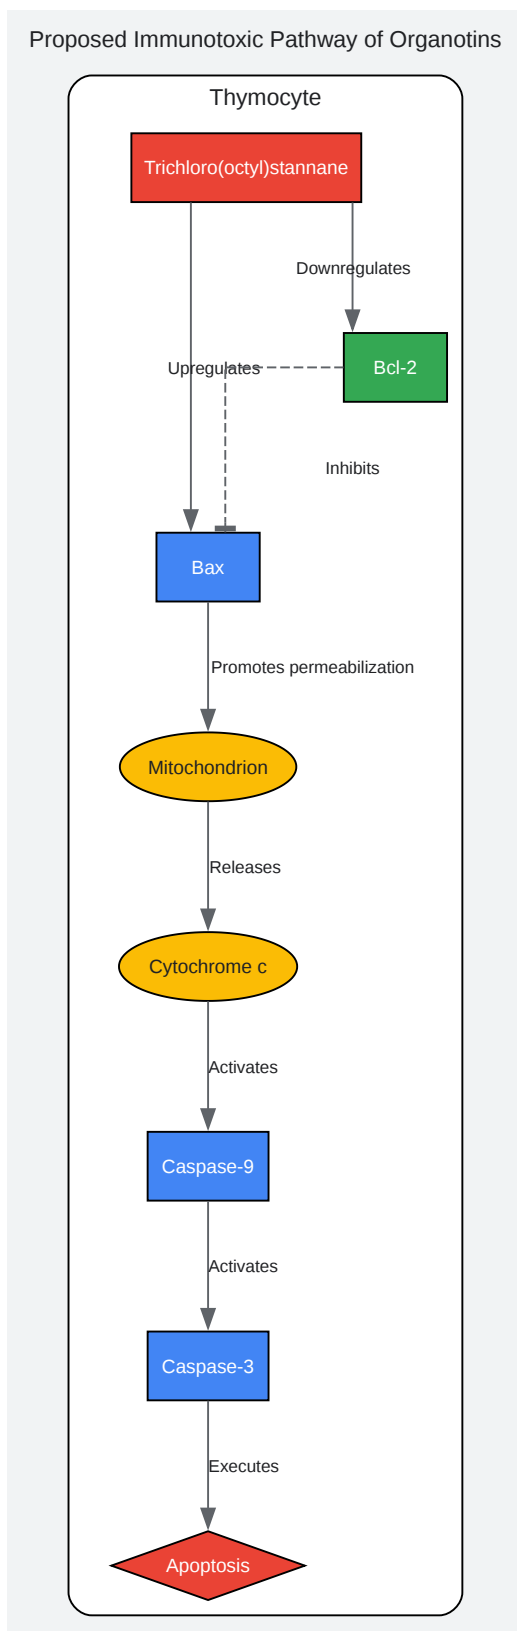 Proposed Immunotoxic Pathway of Organotins
Thymocyte
Trichloro(octyl)stannane
Downregulates
Upregulates
Bcl-2
Inhibits
Bax
Promotes permeabilization
Mitochondrion
Releases
Cytochrome c
Activates
Caspase-9
Activates
Caspase-3
Executes
Apoptosis